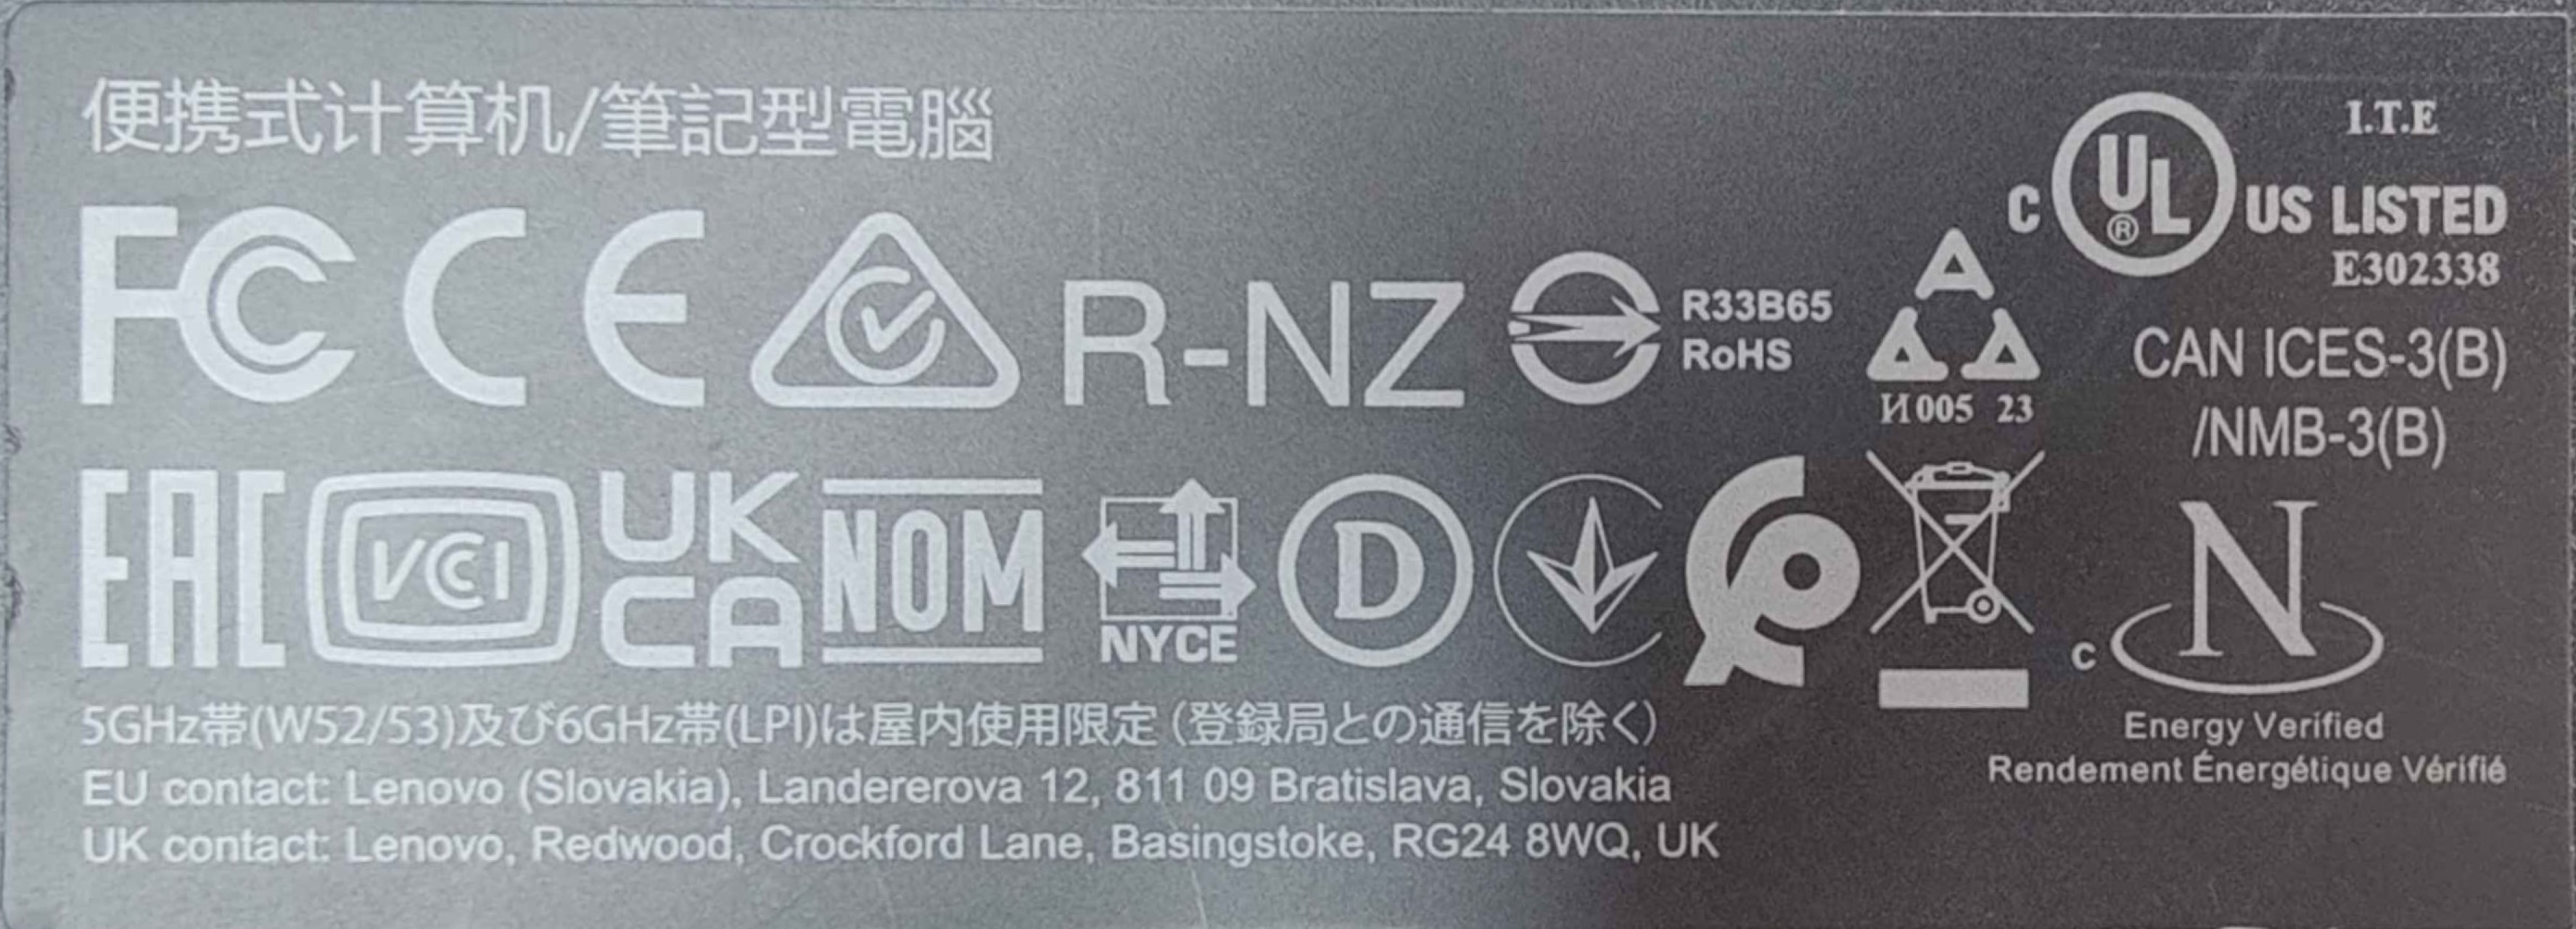 便携式计算机/筆記型電腦
I.T.E
C UL® US LISTED
E302338
FC CE R-NZ
R33B65
RoHS
И005 23
CAN ICES-3(B)
/NMB-3(B)
EAC VCCI UK
CA NOM NYCE D
N
C
Energy Verified
Rendement Énergétique Vérifié
5GHz帯(W52/53)及び6GHz帯(LPI)は屋内使用限定（登録局との通信を除く）
EU contact: Lenovo (Slovakia), Landererova 12, 811 09 Bratislava, Slovakia
UK contact: Lenovo, Redwood, Crockford Lane, Basingstoke, RG24 8WQ, UK